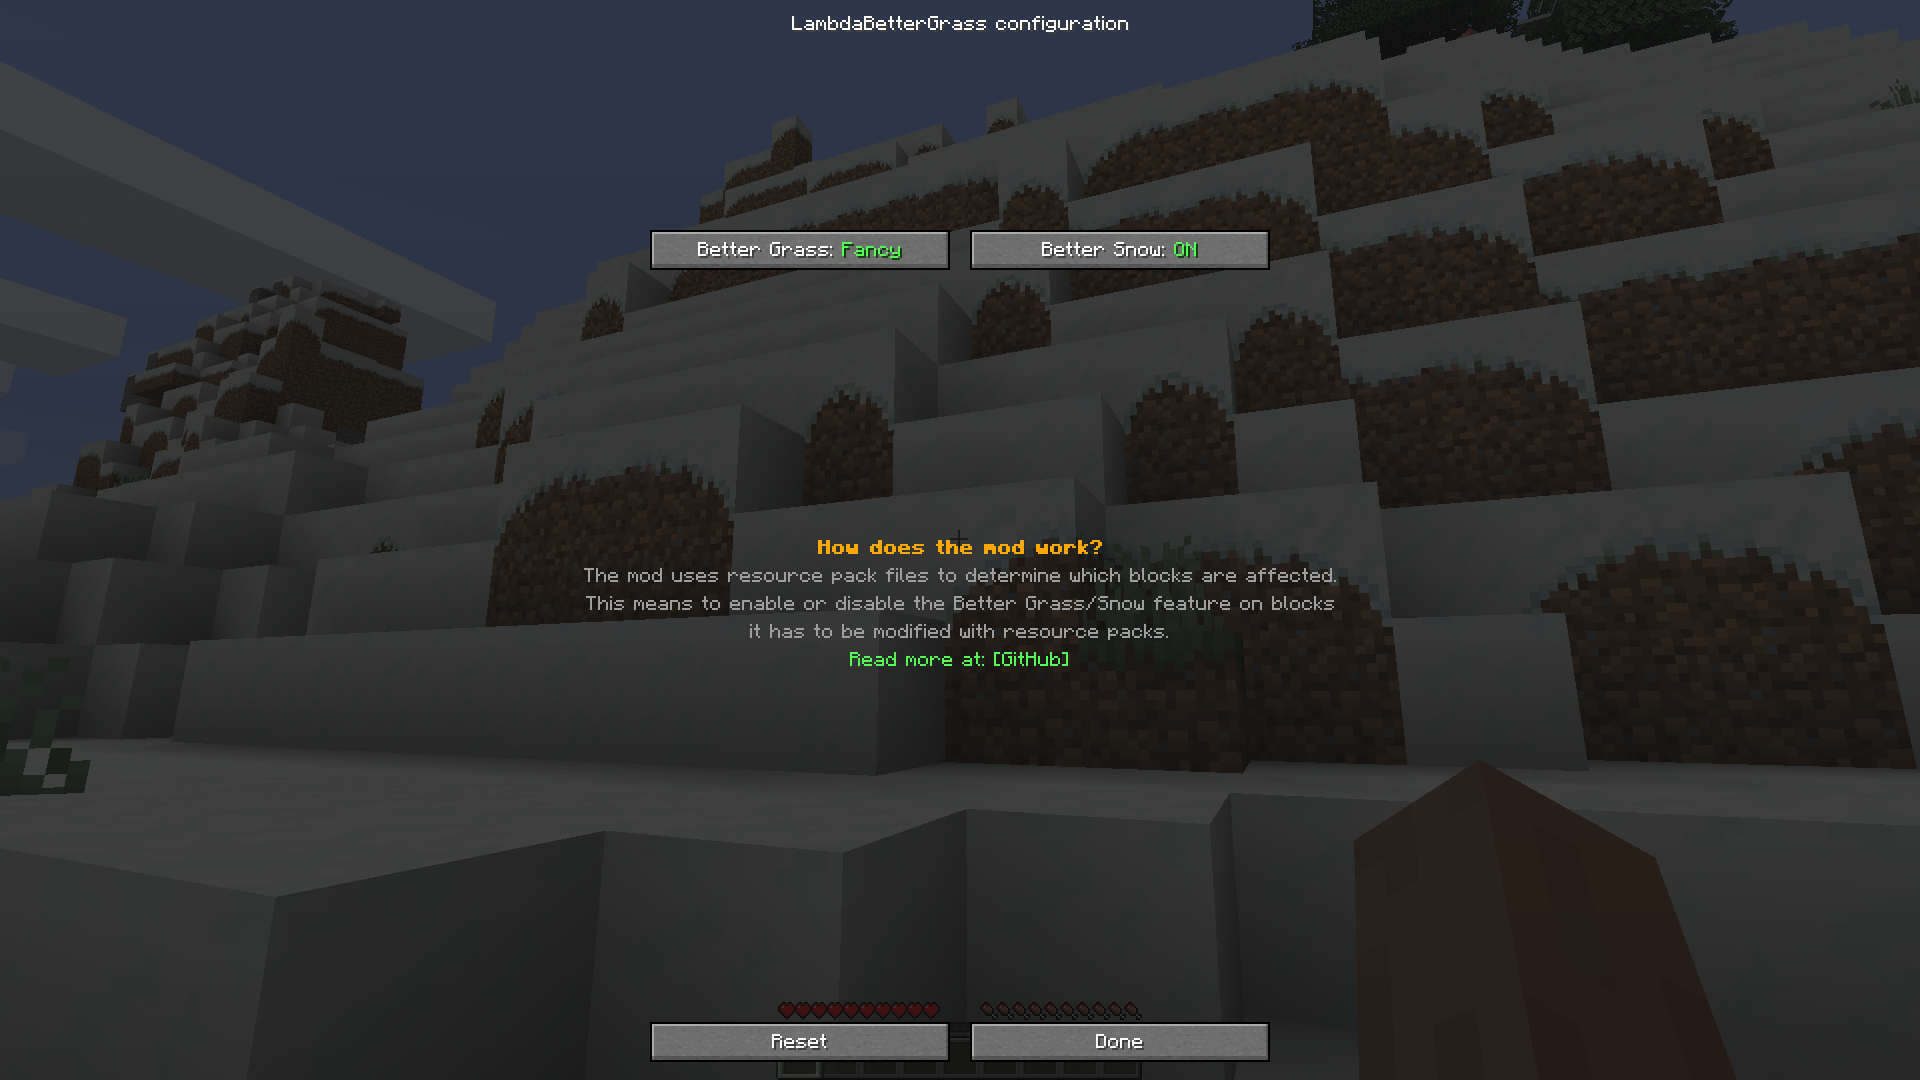 LambdaBetterGrass configuration
Better Grass: Fancy
Better Snow: ON
How does the mod work?
The mod uses resource pack files to determine which blocks are affected.
This means to enable or disable the Better Grass/Snow feature on blocks
it has to be modified with resource packs.
Read more at: [GitHub]
Reset
Done